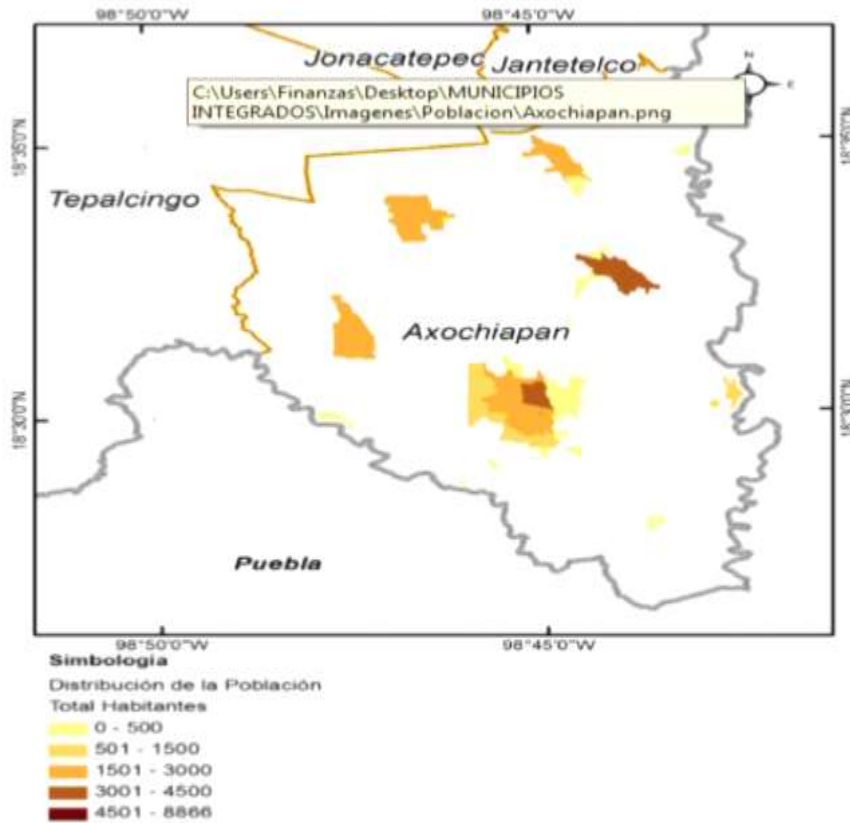 98°50'0"W 98°45'0"W
Jonacatepec
Jantetelco
N
E
C:\Users\Finanzas\Desktop\MUNICIPIOS
INTEGRADOS\Imagenes\Poblacion\Axochiapan.png
18°35'0"N 18°35'0"N
Tepalcingo
Axochiapan
18°30'0"N 18°30'0"N
Puebla
98°50'0"W 98°45'0"W
Simbología
Distribución de la Población
Total Habitantes
0 - 500
501 - 1500
1501 - 3000
3001 - 4500
4501 - 8866